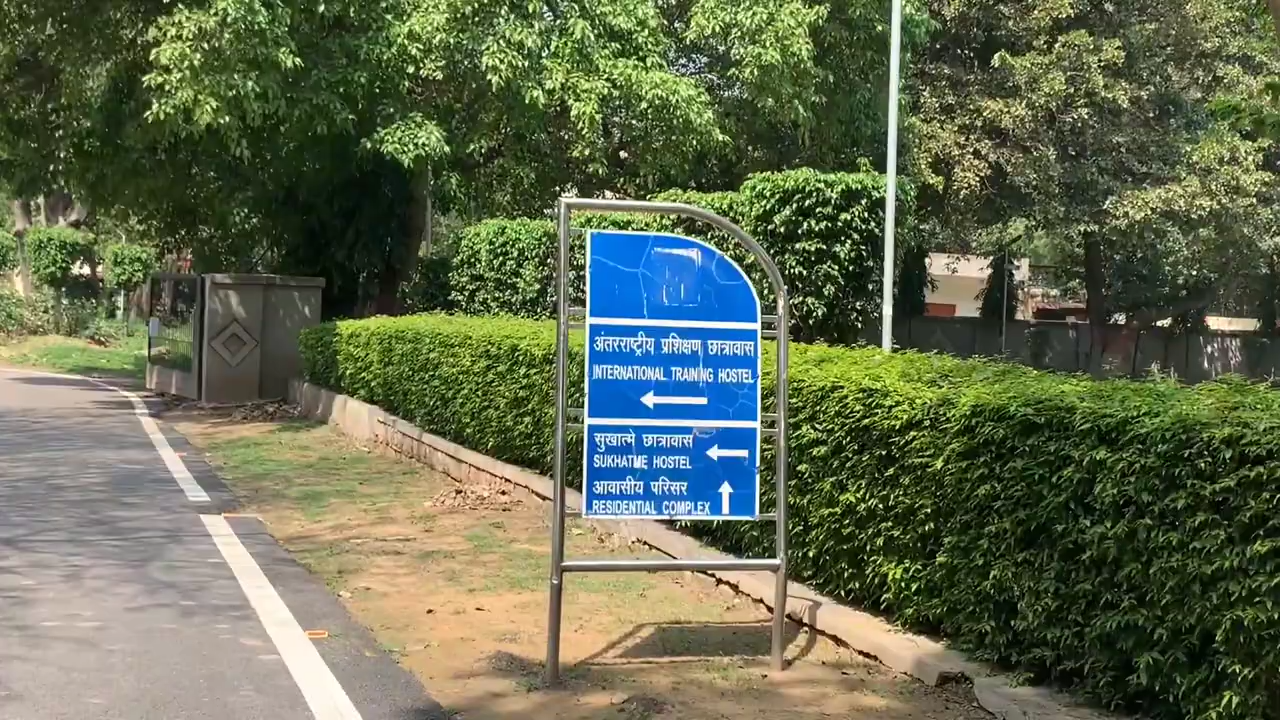 अंतरराष्ट्रीय प्रशिक्षण छात्रावास
INTERNATIONAL TRAINING HOSTEL
सुखात्मे छात्रावास
SUKHATME HOSTEL
आवासीय परिसर
RESIDENTIAL COMPLEX